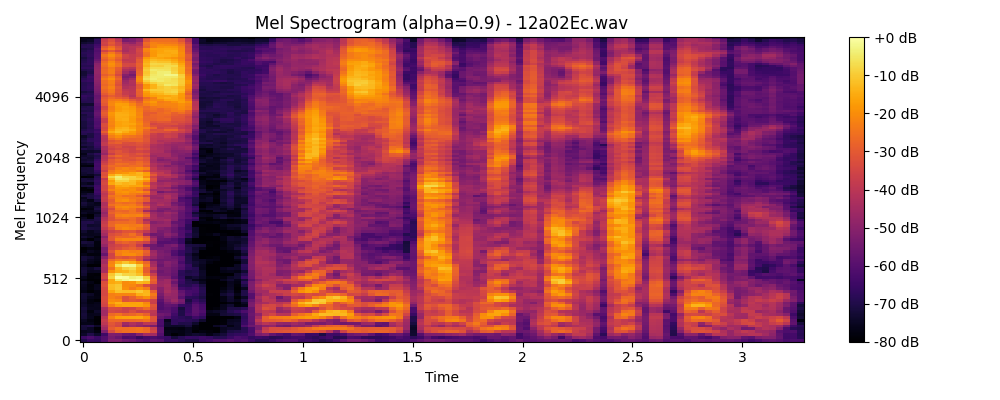 Mel Spectrogram (alpha=0.9) - 12a02Ec.wav
Mel Frequency
4096
2048
1024
512
0
0 0.5 1 1.5 2 2.5 3
Time
+0 dB
-10 dB
-20 dB
-30 dB
-40 dB
-50 dB
-60 dB
-70 dB
-80 dB